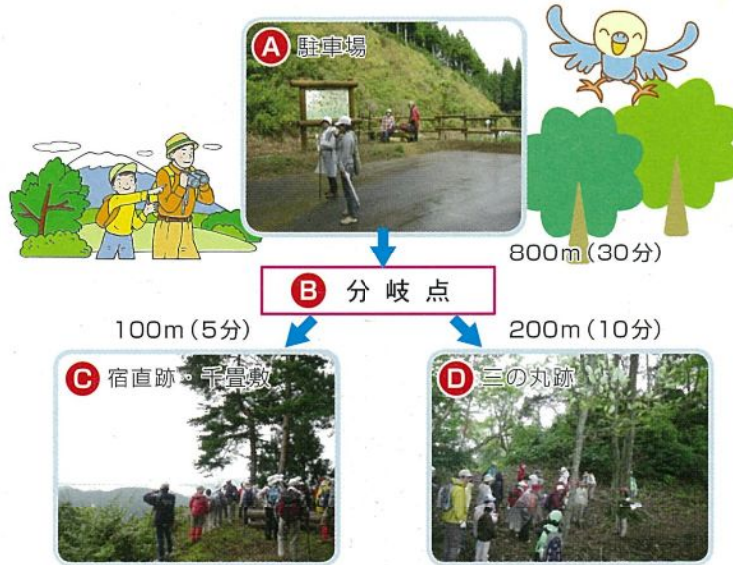 A 駐車場
800m(30分)
B 分岐点
100m(5分)
200m(10分)
C 宿直跡・千畳敷
D 三の丸跡